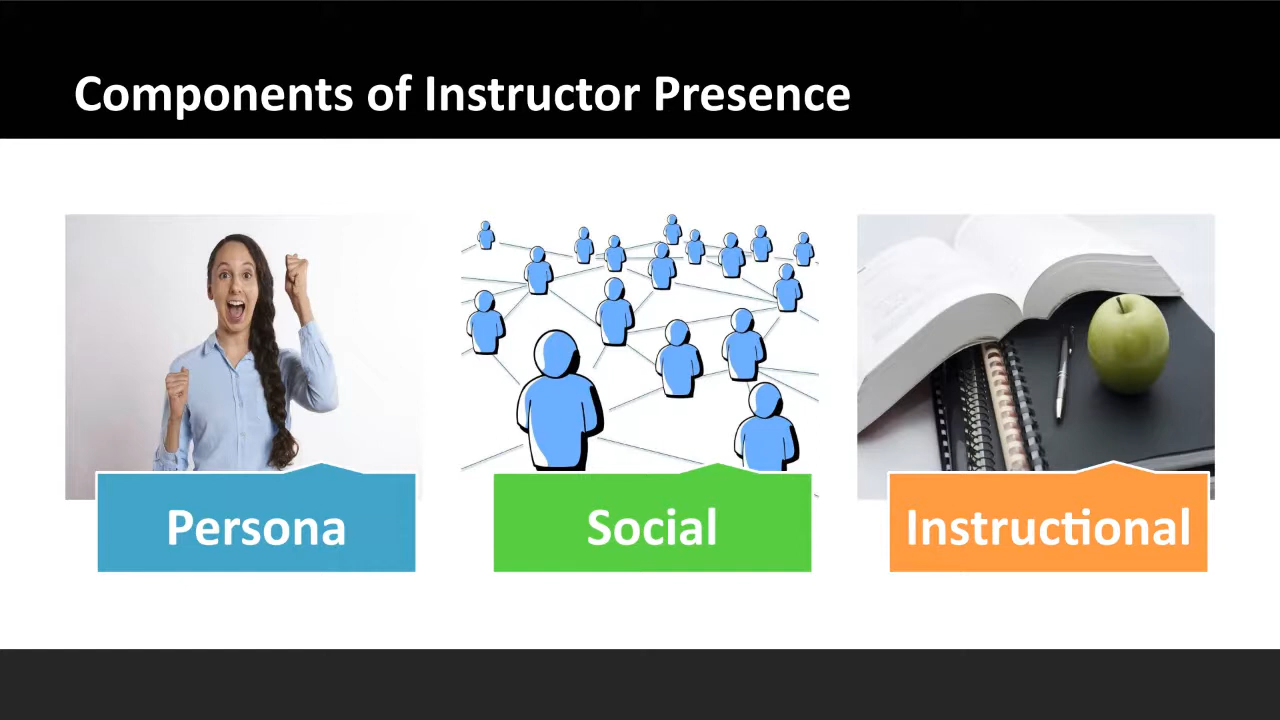 Components of Instructor Presence
Persona
Social
Instructional